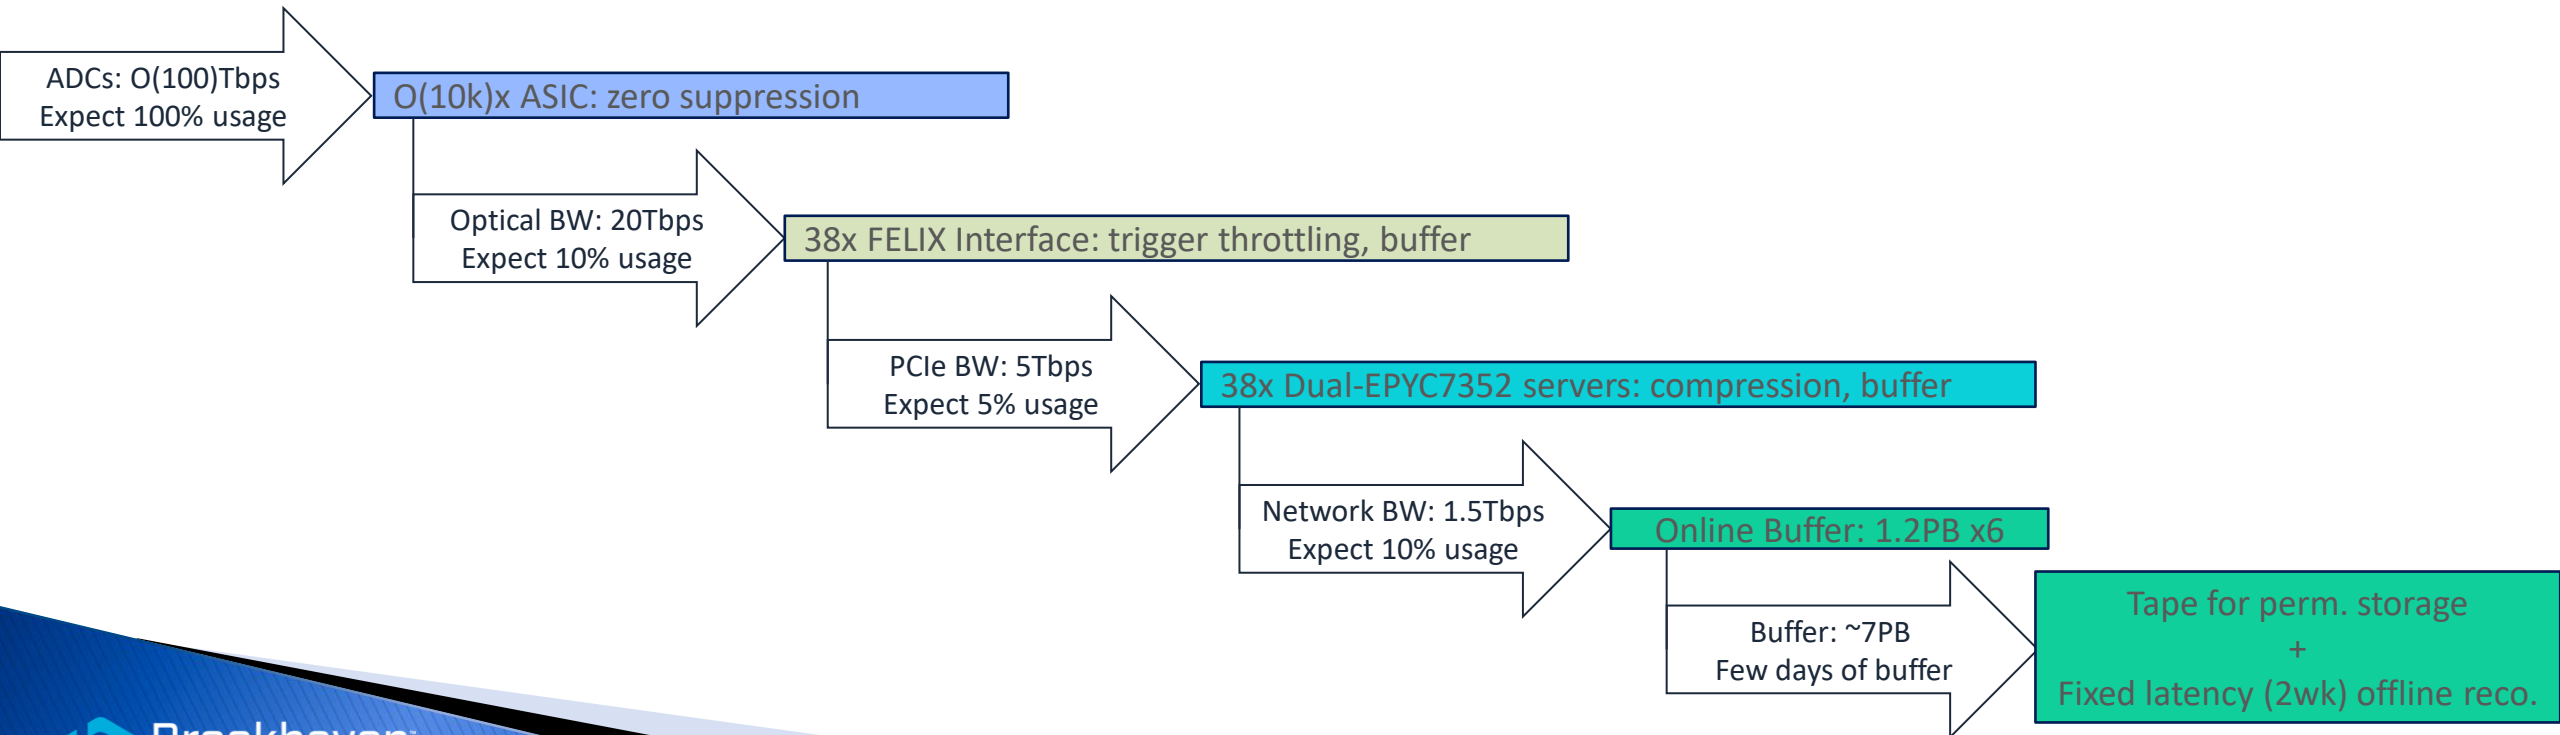 ADCs: O(100)Tbps
Expect 100% usage
O(10k)x ASIC: zero suppression
Optical BW: 20Tbps
Expect 10% usage
38x FELIX Interface: trigger throttling, buffer
PCIe BW: 5Tbps
Expect 5% usage
38x Dual-EPYC7352 servers: compression, buffer
Network BW: 1.5Tbps
Expect 10% usage
Online Buffer: 1.2PB x6
Buffer: ~7PB
Few days of buffer
Tape for perm. storage
+
Fixed latency (2wk) offline reco.
Brookhaven™